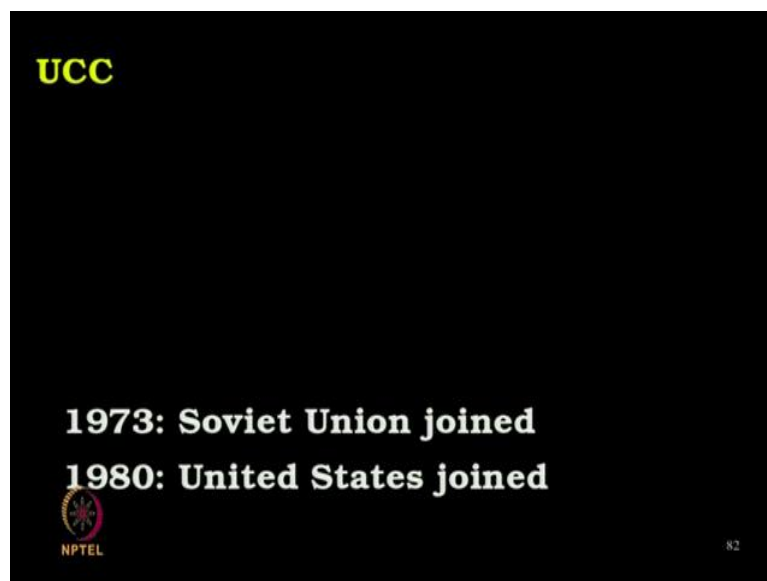 UCC
1973: Soviet Union joined
1980: United States joined
NPTEL
82